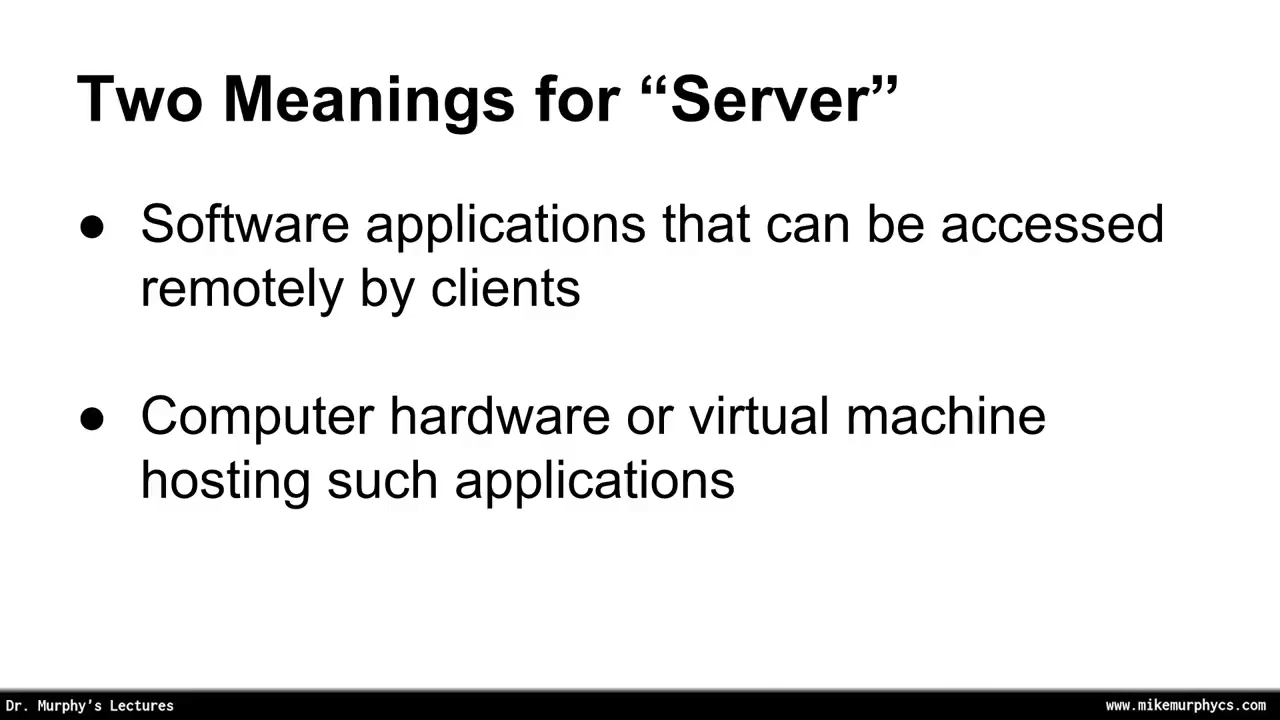 Two Meanings for “Server”
● Software applications that can be accessed
remotely by clients
● Computer hardware or virtual machine
hosting such applications
Dr. Murphy’s Lectures
www.mikemurphycs.com